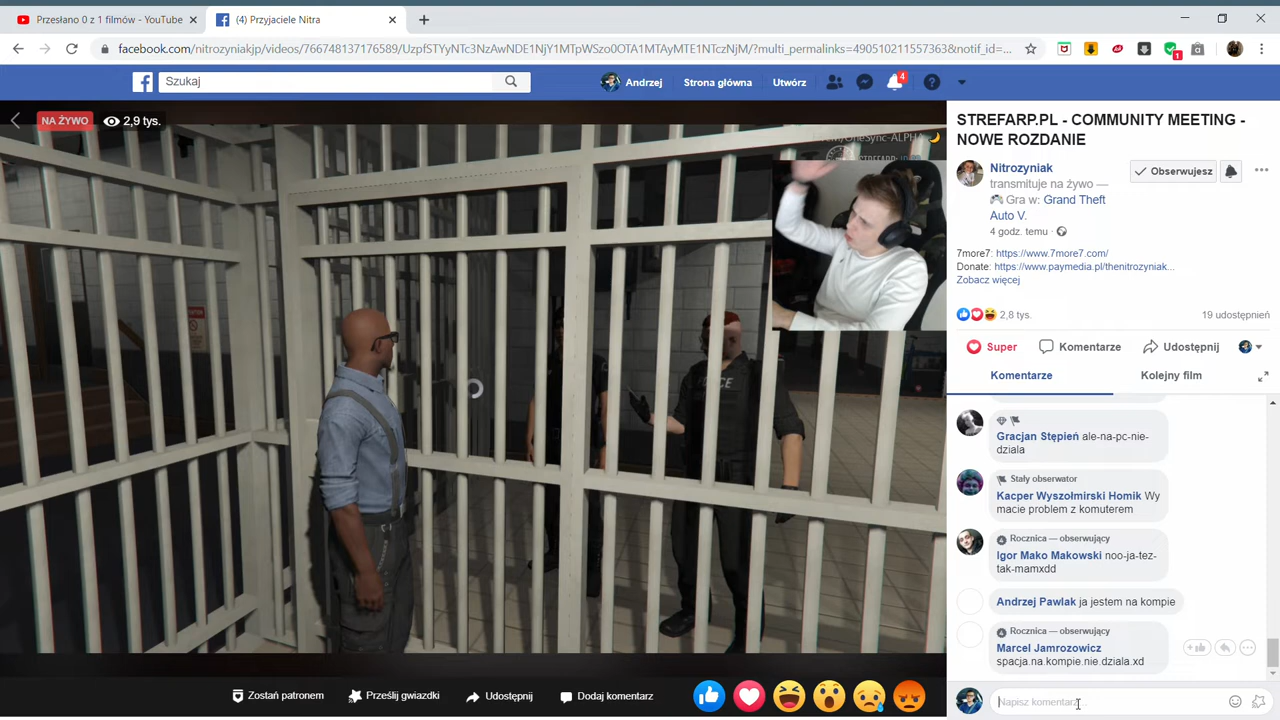 Przesłano 0 z 1 filmów - YouTube
(4) Przyjaciele Nitra
facebook.com/nitrozyniakjp/videos/766748137176589/UzpfSTYyNTc3NzAwNDE1NjY1MTpWSzo0OTA1MTAyMTE1NTczNjM/?multi_permalinks=490510211557363&notif_id=...
1
Szukaj
Andrzej
Strona główna
Utwórz
4
NA ŻYWO
2,9 tys.
OneSync-ALPHA
POLICE
STREFARP.PL - COMMUNITY MEETING -
NOWE ROZDANIE
Nitrozyniak
transmituje na żywo —
Gra w: Grand Theft
Auto V.
4 godz. temu
Obserwujesz
7more7: https://www.7more7.com/
Donate: https://www.paymedia.pl/thenitrozyniak...
Zobacz więcej
2,8 tys.
19 udostępnień
Super
Komentarze
Udostępnij
Komentarze
Kolejny film
Gracjan Stępień ale-na-pc-nie-
dziala
Stały obserwator
Kacper Wyszołmirski Homik Wy
macie problem z komuterem
Rocznica — obserwujący
Igor Mako Makowski noo-ja-tez-
tak-mamxdd
Andrzej Pawlak ja jestem na kompie
Rocznica — obserwujący
Marcel Jamrozowicz
spacja.na.kompie.nie.dziala.xd
Napisz komentarz...
Zostań patronem
Prześlij gwiazdki
Udostępnij
Dodaj komentarz